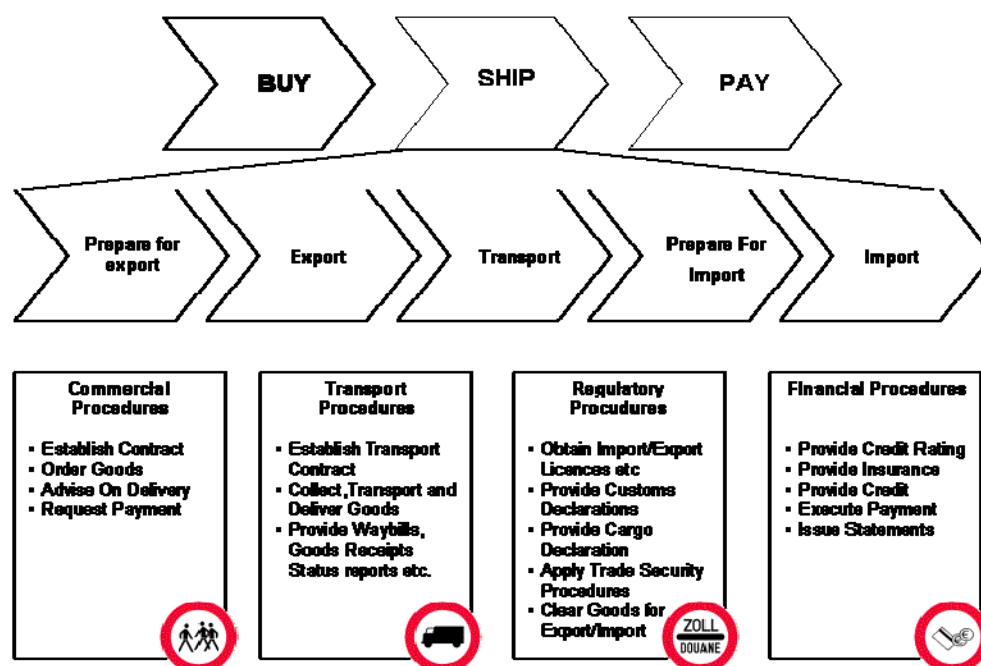 BUY
SHIP
PAY
Prepare for
export
Export
Transport
Prepare For
Import
Import
Commercial
Procedures
▪ Establish Contract
▪ Order Goods
▪ Advise On Delivery
▪ Request Payment
Transport
Procedures
▪ Establish Transport
Contract
▪ Collect,Transport and
Deliver Goods
▪ Provide Waybills,
Goods Receipts
Status reports etc.
Regulatory
Procudures
▪ Obtain Import/Export
Licences etc
▪ Provide Customs
Declarations
▪ Provide Cargo
Declaration
▪ Apply Trade Security
Procedures
▪ Clear Goods for
Export/Import
ZOLL
DOUANE
Financial Procedures
▪ Provide Credit Rating
▪ Provide Insurance
▪ Provide Credit
▪ Execute Payment
▪ Issue Statements